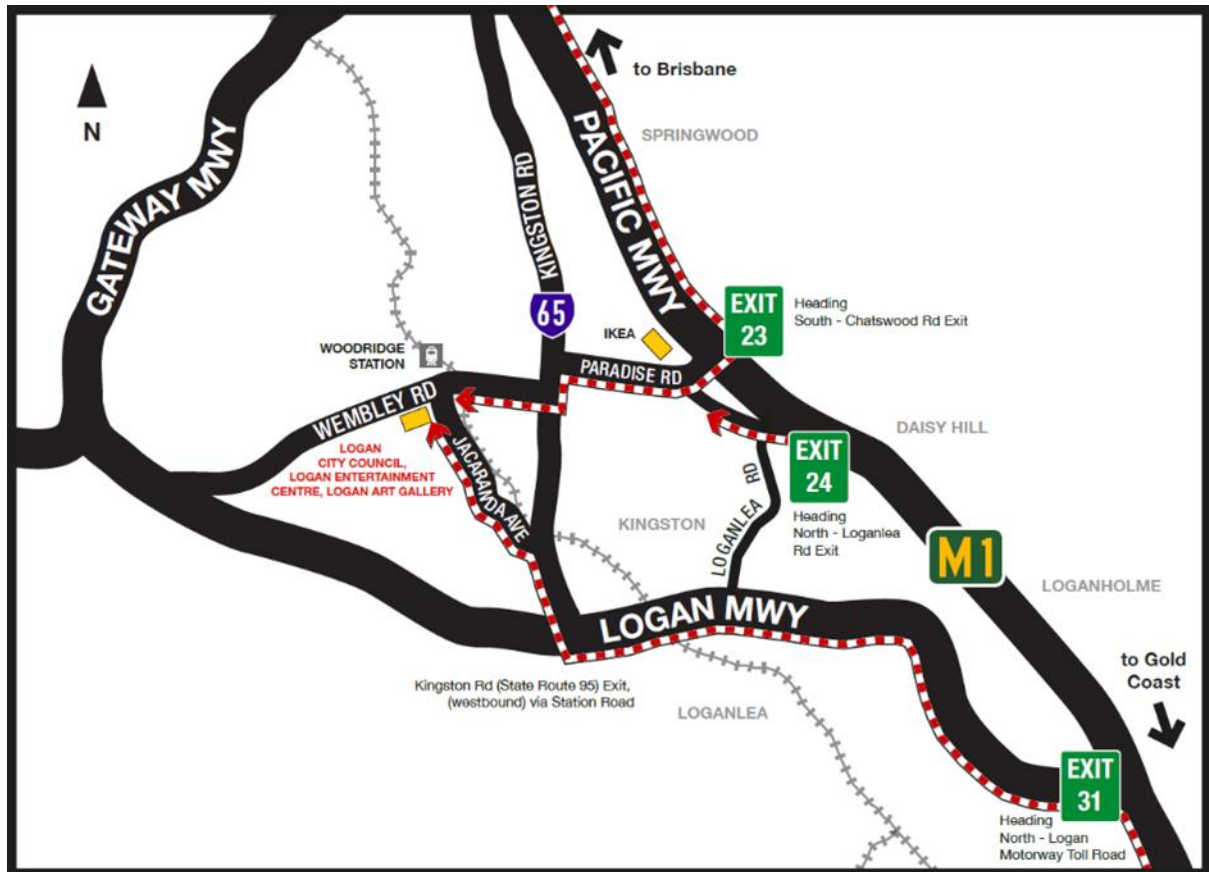 to Brisbane
N
SPRINGWOOD
GATEWAY MWY
KINGSTON RD
PACIFIC MWY
EXIT
23
Heading
South - Chatswood Rd Exit
65
IKEA
WOODRIDGE
STATION
PARADISE RD
WEMBLEY RD
DAISY HILL
LOGAN
CITY COUNCIL,
LOGAN ENTERTAINMENT
CENTRE, LOGAN ART GALLERY
JACARANDA AVE
EXIT
24
Heading
North - Loganlea
Rd Exit
KINGSTON
LOGANLEA RD
M1
LOGANHOLME
LOGAN MWY
to Gold
Coast
Kingston Rd (State Route 95) Exit,
(westbound) via Station Road
LOGANLEA
EXIT
31
Heading
North - Logan
Motorway Toll Road